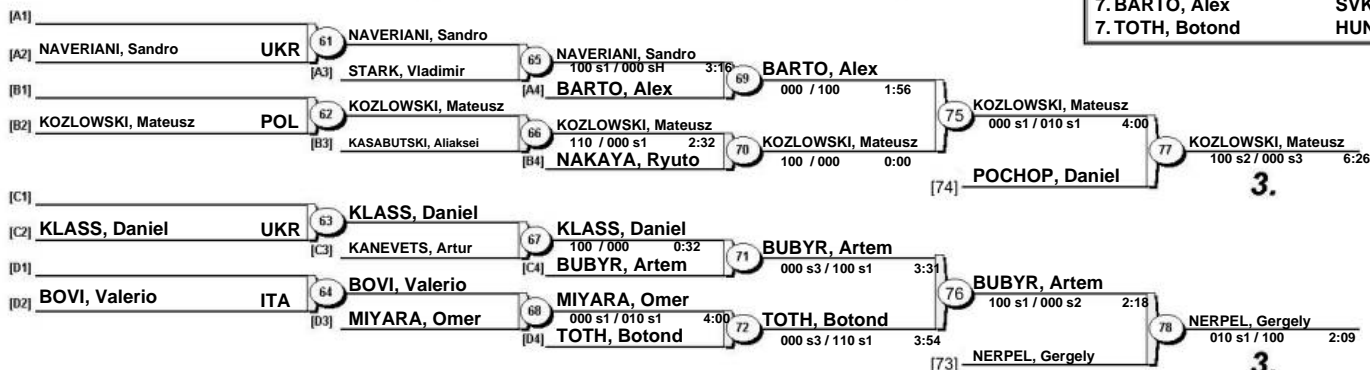 7. BARTO, Alex SVK
7. TOTH, Botond HUN
[A1]
[A2] NAVERIANI, Sandro UKR
61
NAVERIANI, Sandro
[A3] STARK, Vladimir
65
NAVERIANI, Sandro
100 s1 / 000 sH 3:16
[A4] BARTO, Alex
69
BARTO, Alex
000 / 100 1:56
[B1]
[B2] KOZLOWSKI, Mateusz POL
62
KOZLOWSKI, Mateusz
[B3] KASABUTSKI, Aliaksei
66
KOZLOWSKI, Mateusz
110 / 000 s1 2:32
[B4] NAKAYA, Ryuto
70
KOZLOWSKI, Mateusz
100 / 000 0:00
75
KOZLOWSKI, Mateusz
000 s1 / 010 s1 4:00
[74] POCHOP, Daniel
77
KOZLOWSKI, Mateusz
100 s2 / 000 s3 6:26
3.
[C1]
[C2] KLASS, Daniel UKR
63
KLASS, Daniel
[C3] KANEVETS, Artur
67
KLASS, Daniel
100 / 000 0:32
[C4] BUBYR, Artem
71
BUBYR, Artem
000 s3 / 100 s1 3:31
[D1]
[D2] BOVI, Valerio ITA
64
BOVI, Valerio
[D3] MIYARA, Omer
68
MIYARA, Omer
000 s1 / 010 s1 4:00
[D4] TOTH, Botond
72
TOTH, Botond
000 s3 / 110 s1 3:54
76
BUBYR, Artem
100 s1 / 000 s2 2:18
[73] NERPEL, Gergely
78
NERPEL, Gergely
010 s1 / 100 2:09
3.